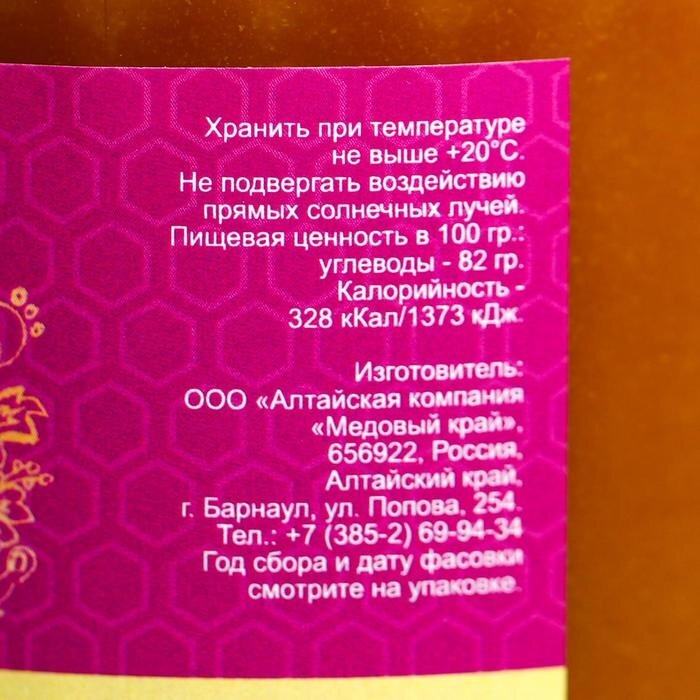 Хранить при температуре
не выше +20°С.
Не подвергать воздействию
прямых солнечных лучей.
Пищевая ценность в 100 гр.:
углеводы - 82 гр.
Калорийность -
328 кКал/1373 кДж.
Изготовитель:
ООО «Алтайская компания
«Медовый край»,
656922, Россия,
Алтайский край,
г. Барнаул, ул. Попова, 254.
Тел.: +7 (385-2) 69-94-34
Год сбора и дату фасовки
смотрите на упаковке.